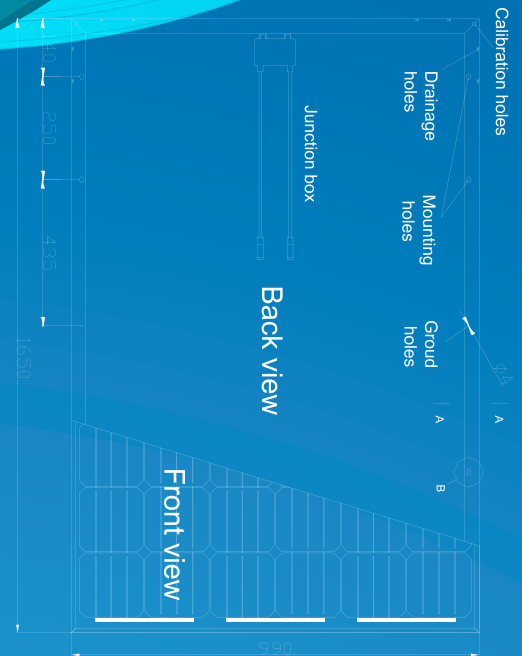 Calibration holes
Drainage
holes
Mounting
holes
Groud
holes
Junction box
Back view
Front view
A
A
B
Φ4
140
250
435
1650
990